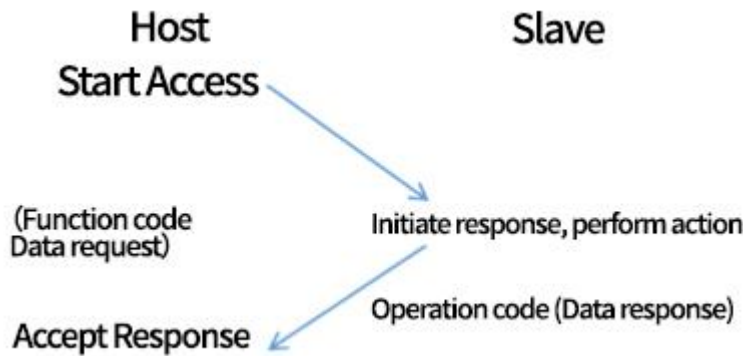 Host
Slave
Start Access
(Function code
Data request)
Initiate response, perform action
Operation code (Data response)
Accept Response